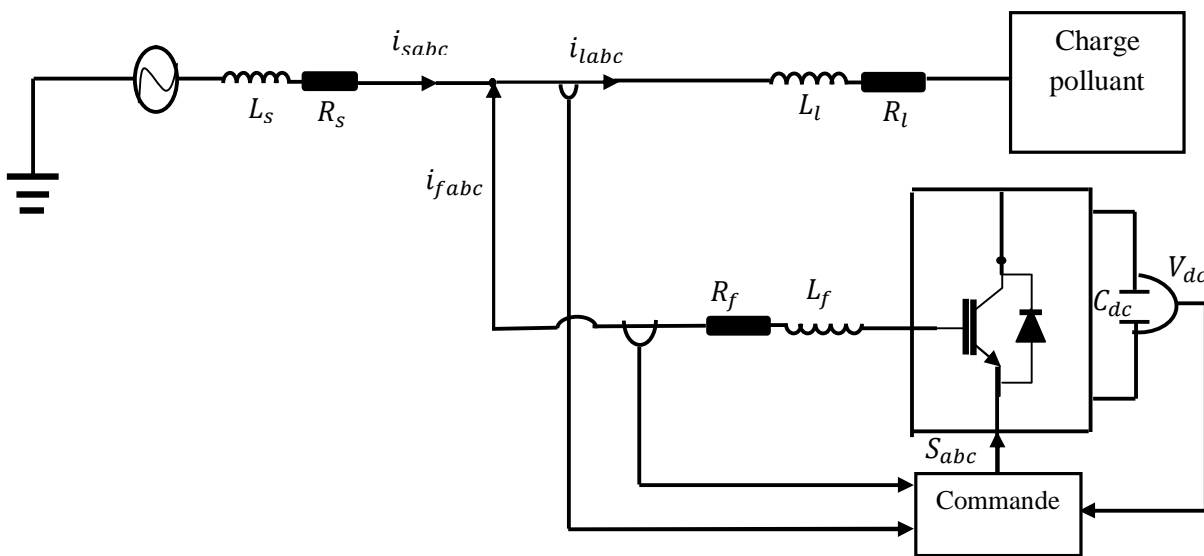 i_sabc
i_labc
Charge
polluant
L_s
R_s
L_l
R_l
i_fabc
R_f
L_f
C_dc
V_dc
S_abc
Commande